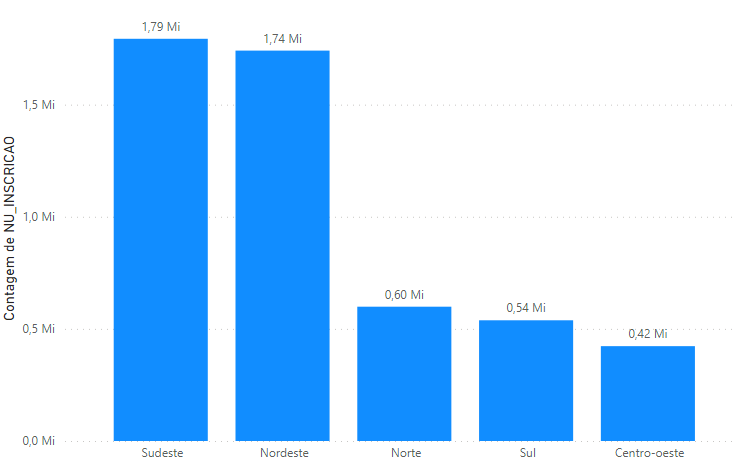 1,79 Mi
1,74 Mi
1,5 Mi
1,0 Mi
0,60 Mi
0,54 Mi
0,5 Mi
0,42 Mi
0,0 Mi
Contagem de NU_INSCRICAO
Sudeste
Nordeste
Norte
Sul
Centro-oeste